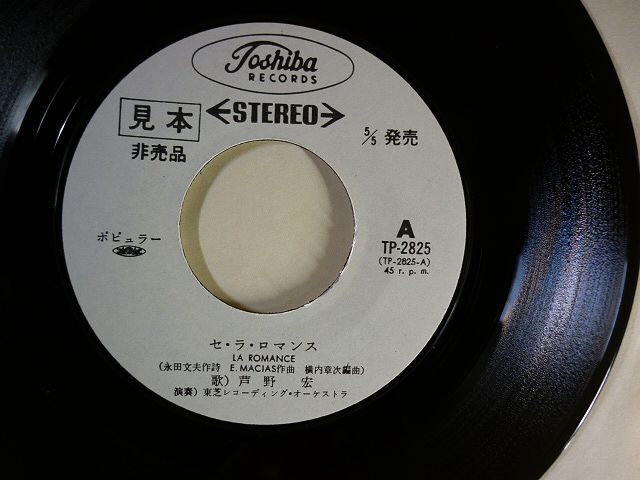 Toshiba
RECORDS
見本
STEREO
非売品
5/5 発売
ポピュラー
A
TP-2825
(TP-2825-A)
45 r. p. m.
セ・ラ・ロマンス
LA ROMANCE
(永田文夫作詩 E. MACIAS作曲 横内章次編曲)
歌) 芦野 宏
演奏) 東芝レコーディング・オーケストラ